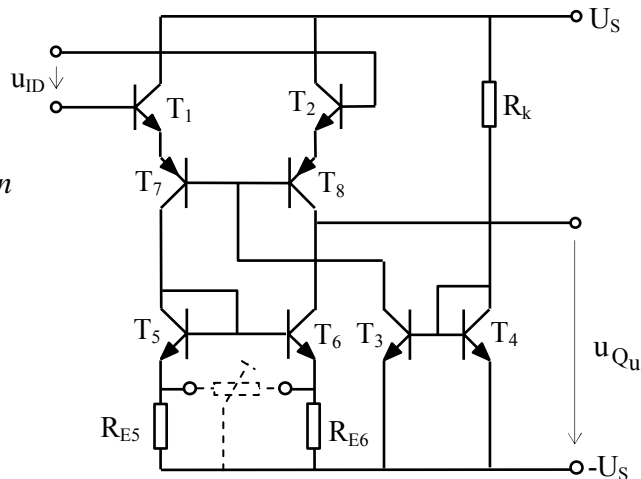 U_S
u_ID
T_1
T_2
R_k
n
T_7
T_8
T_5
T_6
T_3
T_4
u_Qu
R_E5
R_E6
-U_S